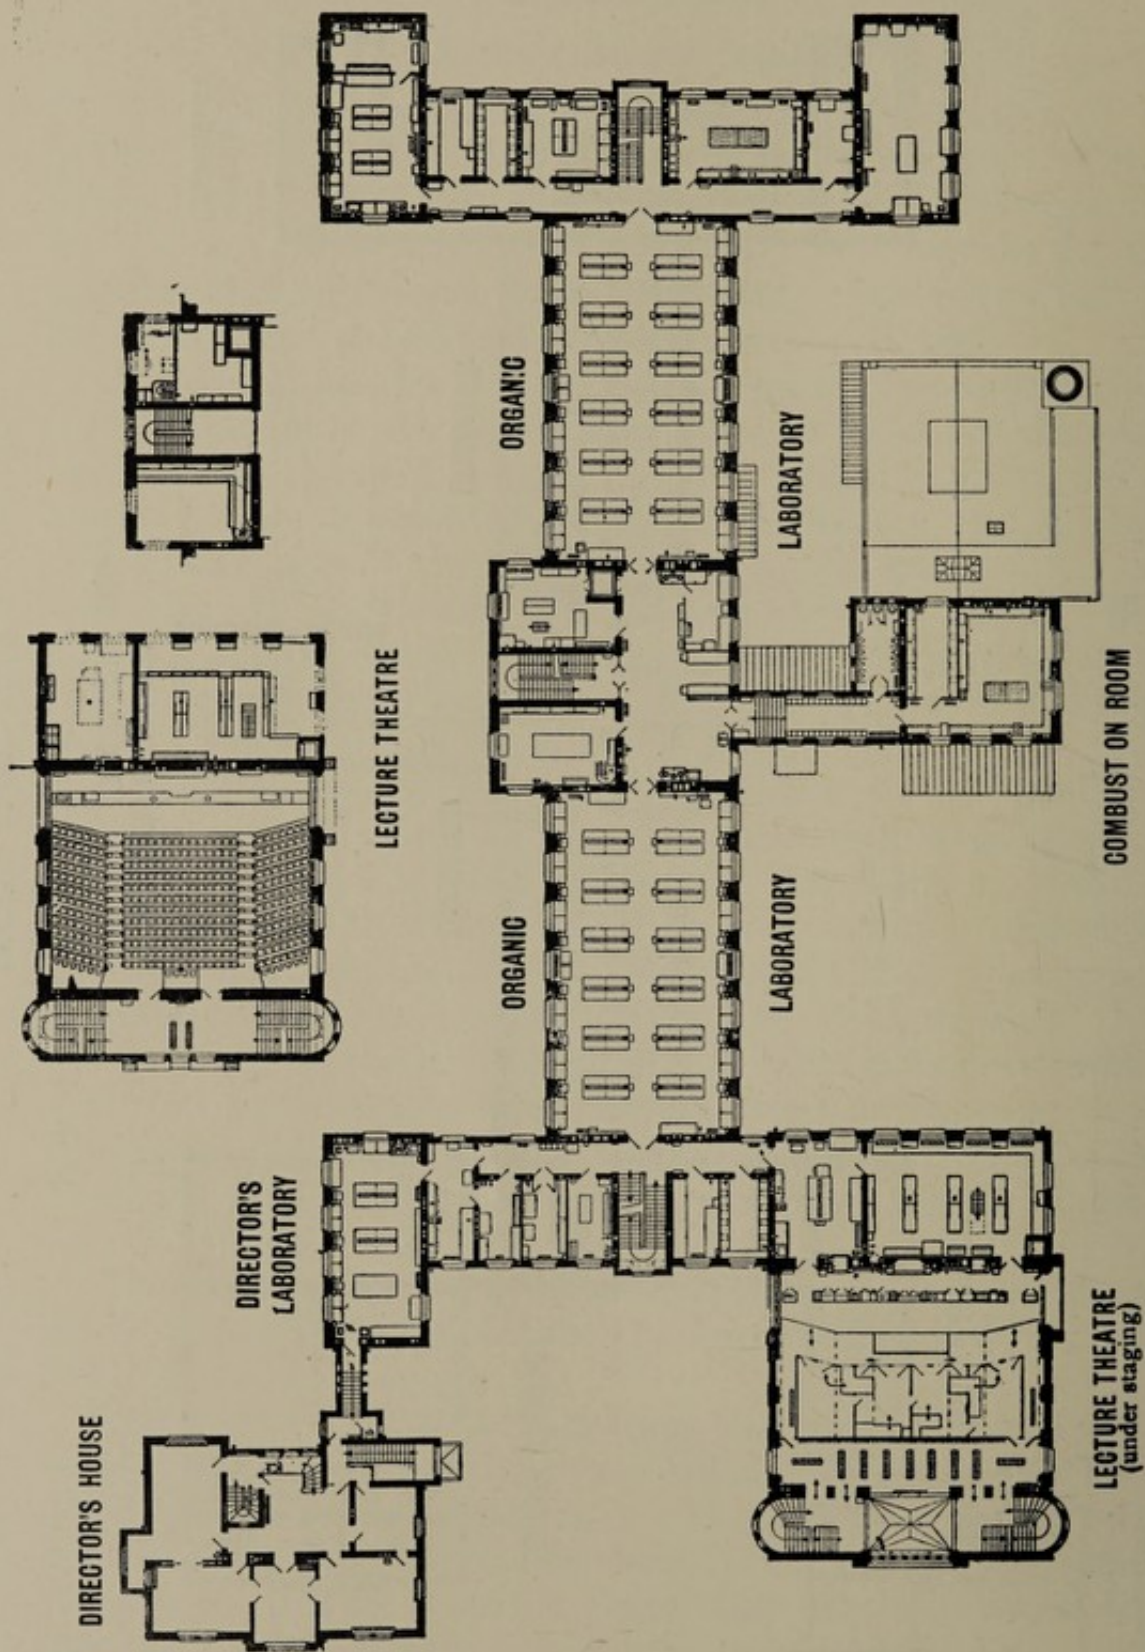 ORGANIC
LABORATORY
LECTURE THEATRE
COMBUST ON ROOM
ORGANIC
LABORATORY
DIRECTOR'S
LABORATORY
DIRECTOR'S HOUSE
LECTURE THEATRE
(under staging)